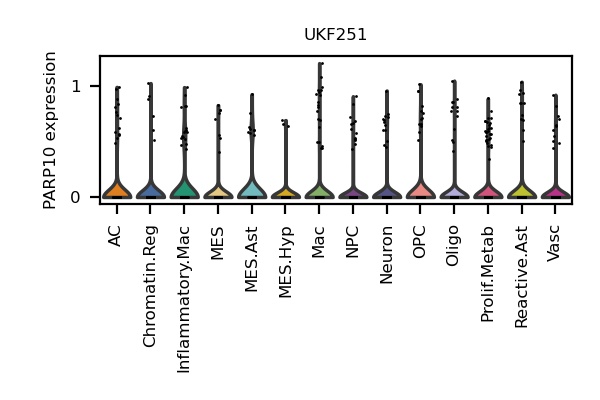 UKF251
PARP10 expression
1
0
AC
Chromatin.Reg
Inflammatory.Mac
MES
MES.Ast
MES.Hyp
Mac
NPC
Neuron
OPC
Oligo
Prolif.Metab
Reactive.Ast
Vasc